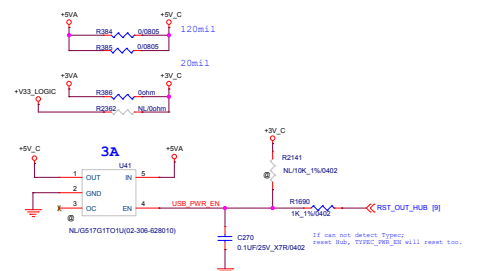 +5VA +5V_C
R384 0/0805 120mil
R385 0/0805
20mil
+3VA +3V_C
+V33_LOGIC R386 0ohm
R2362 NL/0ohm
+5V_C 3A +5VA
U41
1 OUT IN 5
2 GND
3 OC EN 4 USB_PWR_EN
@
NL/G517G1TO1U(02-306-628010)
+3V_C
R2141
@ NL/10K_1%/0402
R1690 RST_OUT_HUB [9]
1K_1%/0402
C270
0.1UF/25V_X7R/0402
If can not detect Typec;
reset Hub, TYPEC_PWR_EN will reset too.